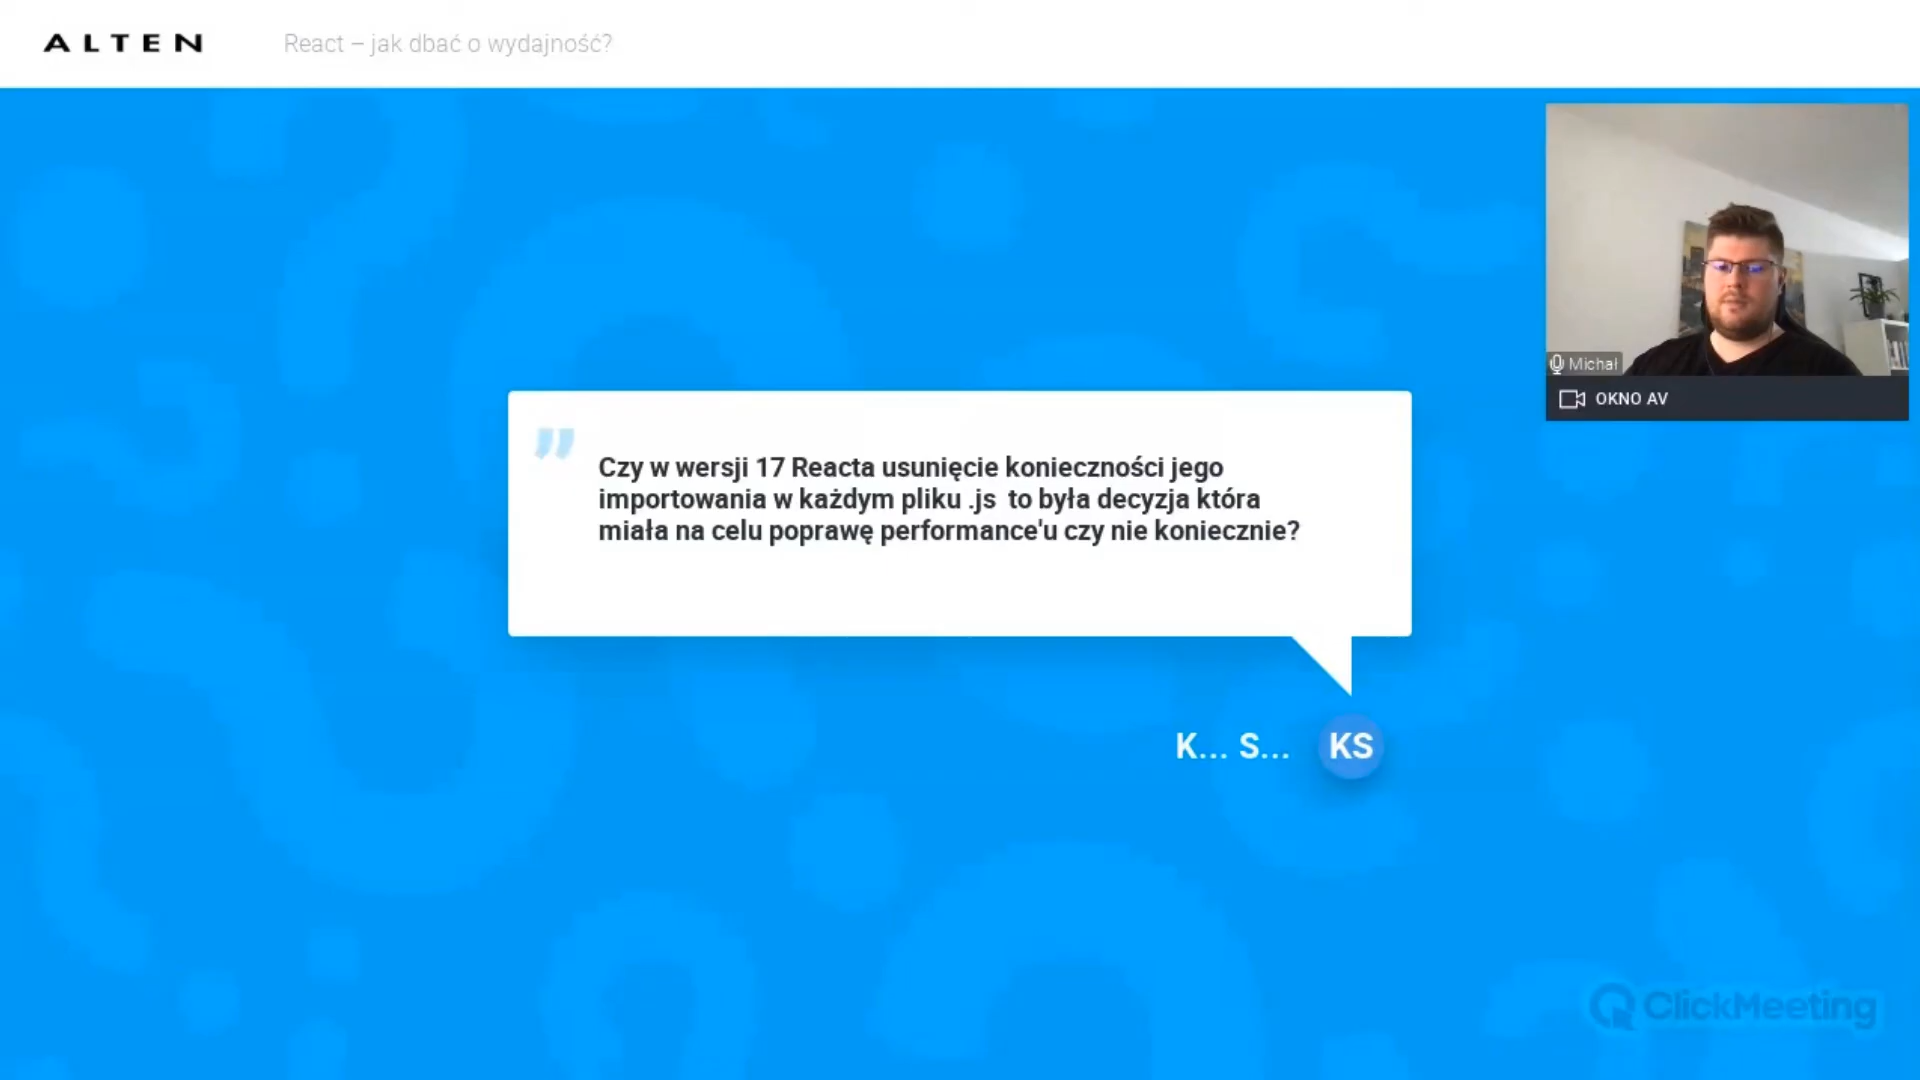 ALTEN
React – jak dbać o wydajność?
Michał
OKNO AV
Czy w wersji 17 Reacta usunięcie konieczności jego
importowania w każdym pliku .js to była decyzja która
miała na celu poprawę performance'u czy nie koniecznie?
K... S...
KS
ClickMeeting